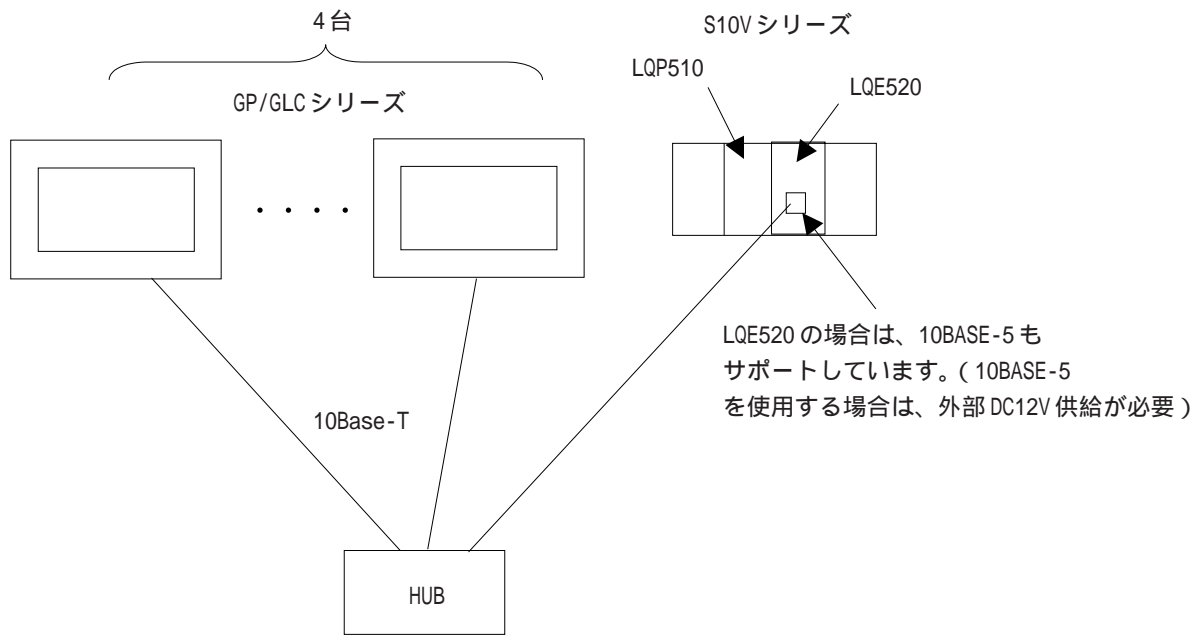 4台
S10Vシリーズ
LQP510
LQE520
GP/GLCシリーズ
・・・・
LQE520の場合は、10BASE-5も
サポートしています。(10BASE-5
を使用する場合は、外部DC12V供給が必要)
10Base-T
HUB